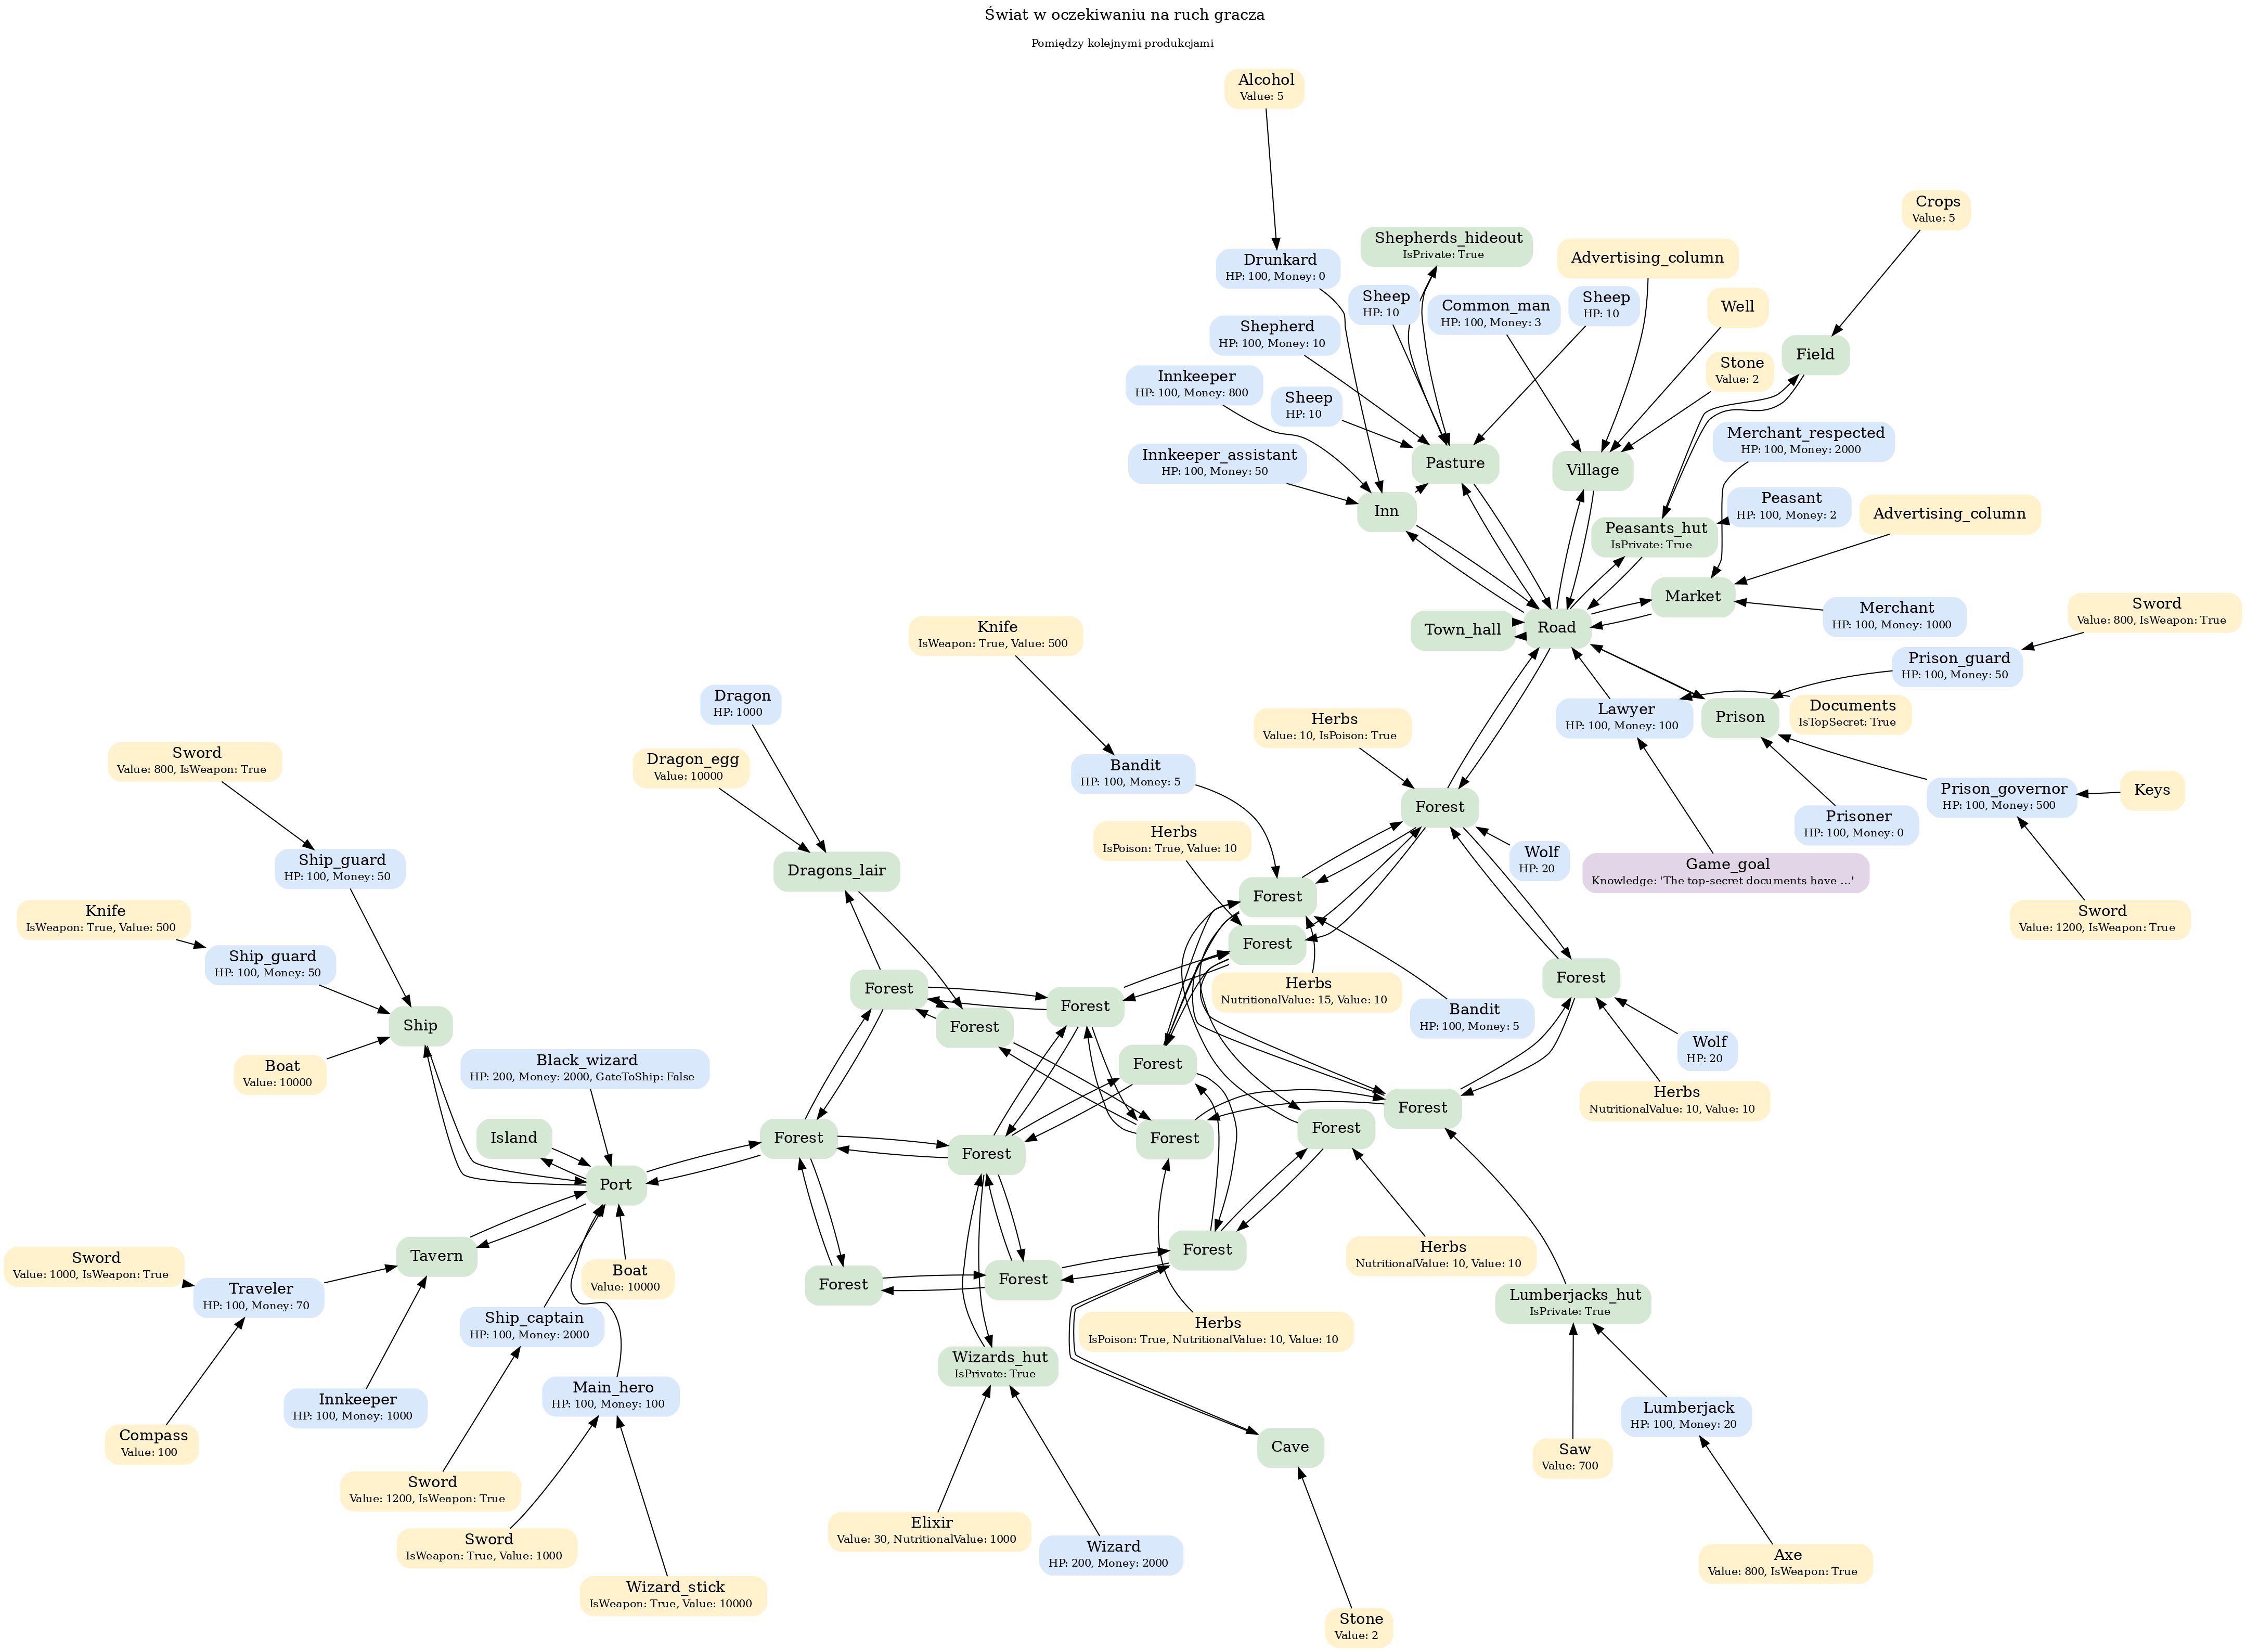 Świat w oczekiwaniu na ruch gracza
Pomiędzy kolejnymi produkcjami
Alcohol
Value: 5
Crops
Value: 5
Shepherds_hideout
IsPrivate: True
Advertising_column
Drunkard
HP: 100, Money: 0
Sheep
HP: 10
Common_man
HP: 100, Money: 3
Sheep
HP: 10
Well
Shepherd
HP: 100, Money: 10
Field
Stone
Value: 2
Innkeeper
HP: 100, Money: 800
Sheep
HP: 10
Merchant_respected
HP: 100, Money: 2000
Innkeeper_assistant
HP: 100, Money: 50
Pasture
Village
Inn
Peasant
HP: 100, Money: 2
Advertising_column
Peasants_hut
IsPrivate: True
Market
Merchant
HP: 100, Money: 1000
Sword
Value: 800, IsWeapon: True
Knife
IsWeapon: True, Value: 500
Town_hall
Road
Prison_guard
HP: 100, Money: 50
Dragon
HP: 1000
Lawyer
HP: 100, Money: 100
Prison
Documents
IsTopSecret: True
Herbs
Value: 10, IsPoison: True
Sword
Value: 800, IsWeapon: True
Dragon_egg
Value: 10000
Bandit
HP: 100, Money: 5
Prison_governor
HP: 100, Money: 500
Keys
Forest
Prisoner
HP: 100, Money: 0
Herbs
IsPoison: True, Value: 10
Ship_guard
HP: 100, Money: 50
Dragons_lair
Wolf
HP: 20
Game_goal
Knowledge: 'The top-secret documents have ...'
Forest
Knife
IsWeapon: True, Value: 500
Sword
Value: 1200, IsWeapon: True
Forest
Ship_guard
HP: 100, Money: 50
Forest
Herbs
NutritionalValue: 15, Value: 10
Forest
Forest
Bandit
HP: 100, Money: 5
Ship
Forest
Wolf
HP: 20
Boat
Value: 10000
Black_wizard
HP: 200, Money: 2000, GateToShip: False
Forest
Herbs
NutritionalValue: 10, Value: 10
Forest
Island
Forest
Forest
Forest
Forest
Port
Sword
Value: 1000, IsWeapon: True
Tavern
Forest
Herbs
NutritionalValue: 10, Value: 10
Traveler
HP: 100, Money: 70
Boat
Value: 10000
Forest
Forest
Lumberjacks_hut
IsPrivate: True
Ship_captain
HP: 100, Money: 2000
Herbs
IsPoison: True, NutritionalValue: 10, Value: 10
Wizards_hut
IsPrivate: True
Innkeeper
HP: 100, Money: 1000
Main_hero
HP: 100, Money: 100
Lumberjack
HP: 100, Money: 20
Compass
Value: 100
Cave
Saw
Value: 700
Sword
Value: 1200, IsWeapon: True
Sword
IsWeapon: True, Value: 1000
Elixir
Value: 30, NutritionalValue: 1000
Wizard
HP: 200, Money: 2000
Axe
Value: 800, IsWeapon: True
Wizard_stick
IsWeapon: True, Value: 10000
Stone
Value: 2